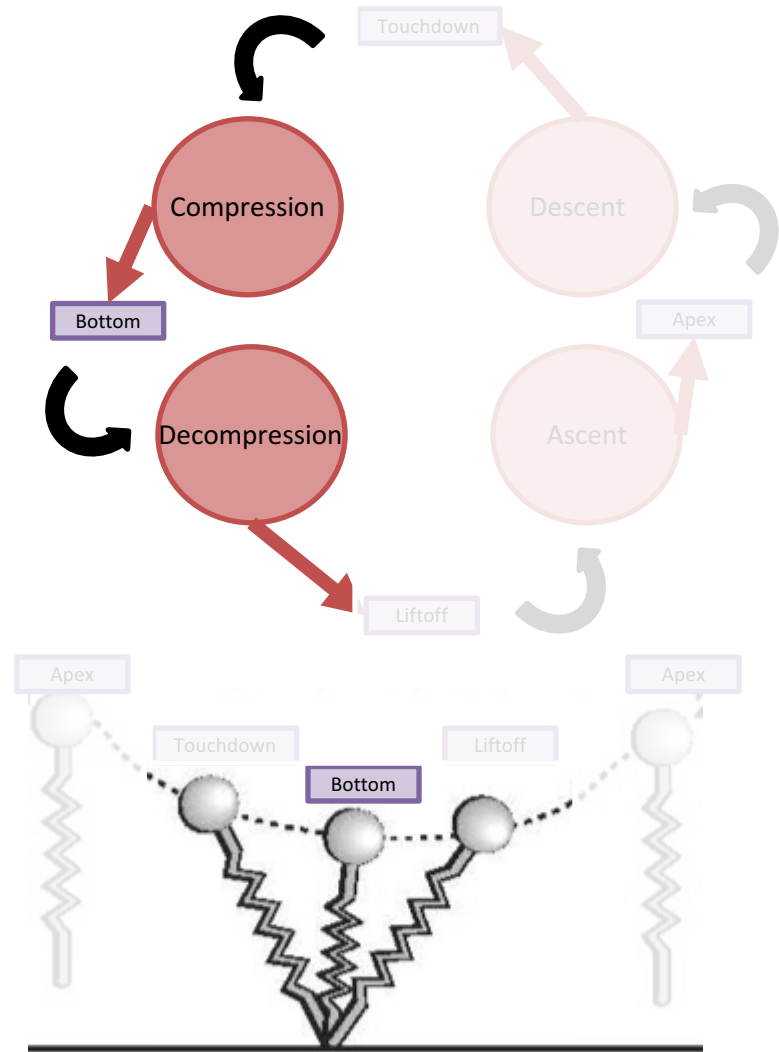 Touchdown
Compression
Descent
Bottom
Apex
Decompression
Ascent
Liftoff
Apex
Apex
Touchdown
Liftoff
Bottom